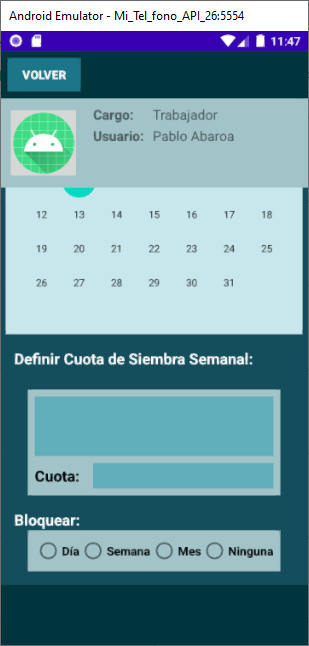 Android Emulator - Mi_Tel_fono_API_26:5554
11:47
VOLVER
Cargo: Trabajador
Usuario: Pablo Abaroa
12 13 14 15 16 17 18
19 20 21 22 23 24 25
26 27 28 29 30 31
Definir Cuota de Siembra Semanal:
Cuota:
Bloquear:
Día Semana Mes Ninguna